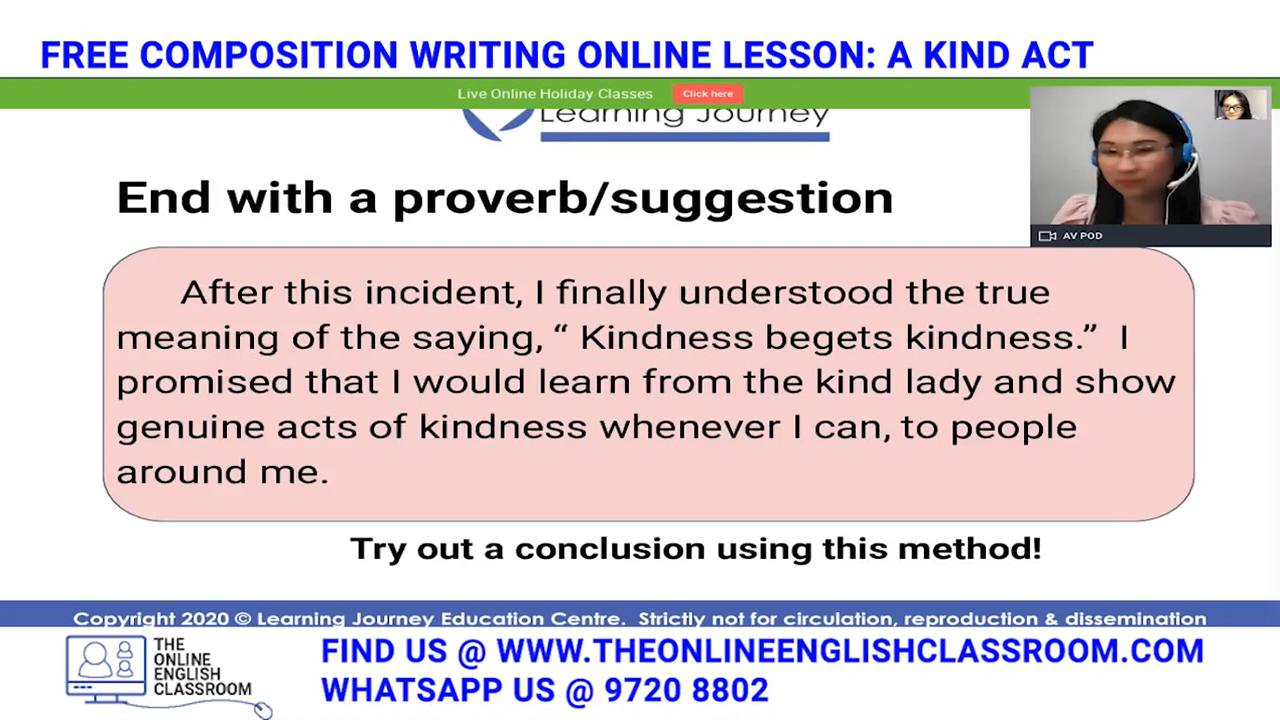 FREE COMPOSITION WRITING ONLINE LESSON: A KIND ACT
Live Online Holiday Classes Click here
Learning Journey
End with a proverb/suggestion
AV POD
After this incident, I finally understood the true
meaning of the saying, “ Kindness begets kindness.” I
promised that I would learn from the kind lady and show
genuine acts of kindness whenever I can, to people
around me.
Try out a conclusion using this method!
Copyright 2020 © Learning Journey Education Centre. Strictly not for circulation, reproduction & dissemination
THE
ONLINE
ENGLISH
CLASSROOM
FIND US @ WWW.THEONLINEENGLISHCLASSROOM.COM
WHATSAPP US @ 9720 8802